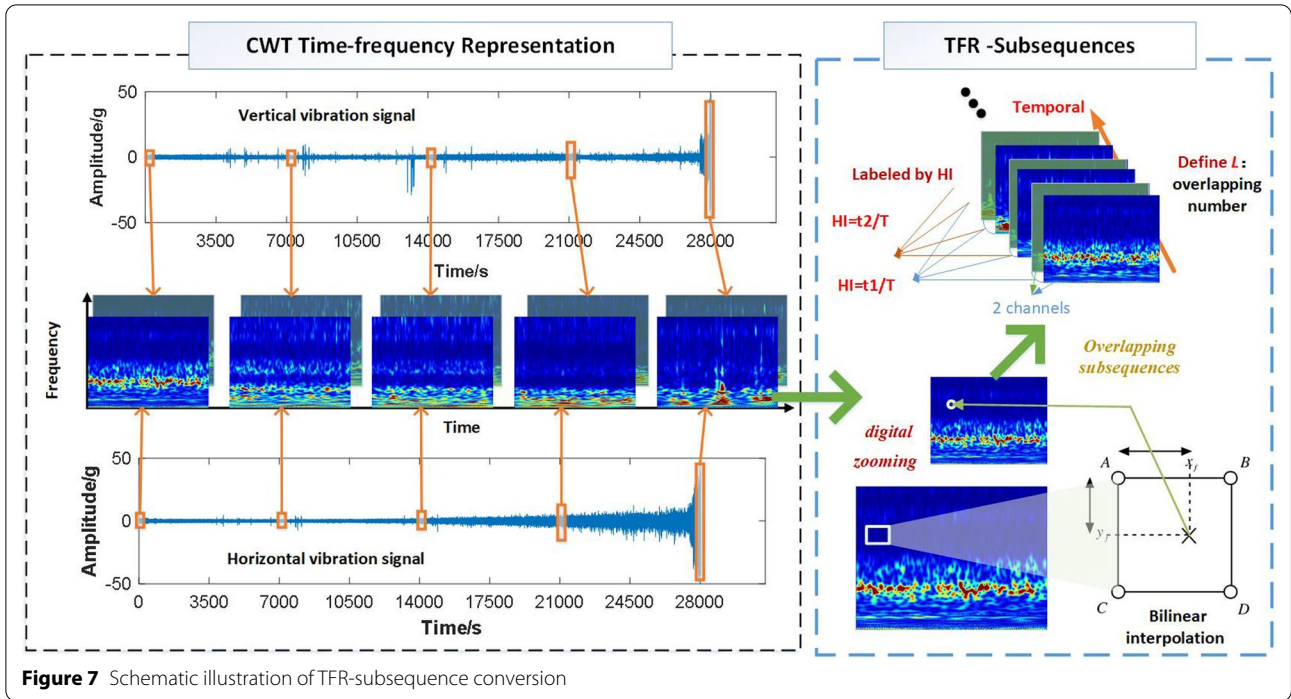 CWT Time-frequency Representation
Vertical vibration signal
Amplitude/g
50
0
-50
3500 7000 10500 14000 17500 21000 24500 28000
Time/s
Frequency
Time
Horizontal vibration signal
Amplitude/g
50
0
-50
0 3500 7000 10500 14000 17500 21000 24500 28000
Time/s
TFR -Subsequences
Temporal
Labeled by HI
HI=t2/T
HI=t1/T
Define L:
overlapping
number
2 channels
Overlapping
subsequences
digital
zooming
A
x_f
B
y_f
C
D
Bilinear
interpolation
Figure 7 Schematic illustration of TFR-subsequence conversion